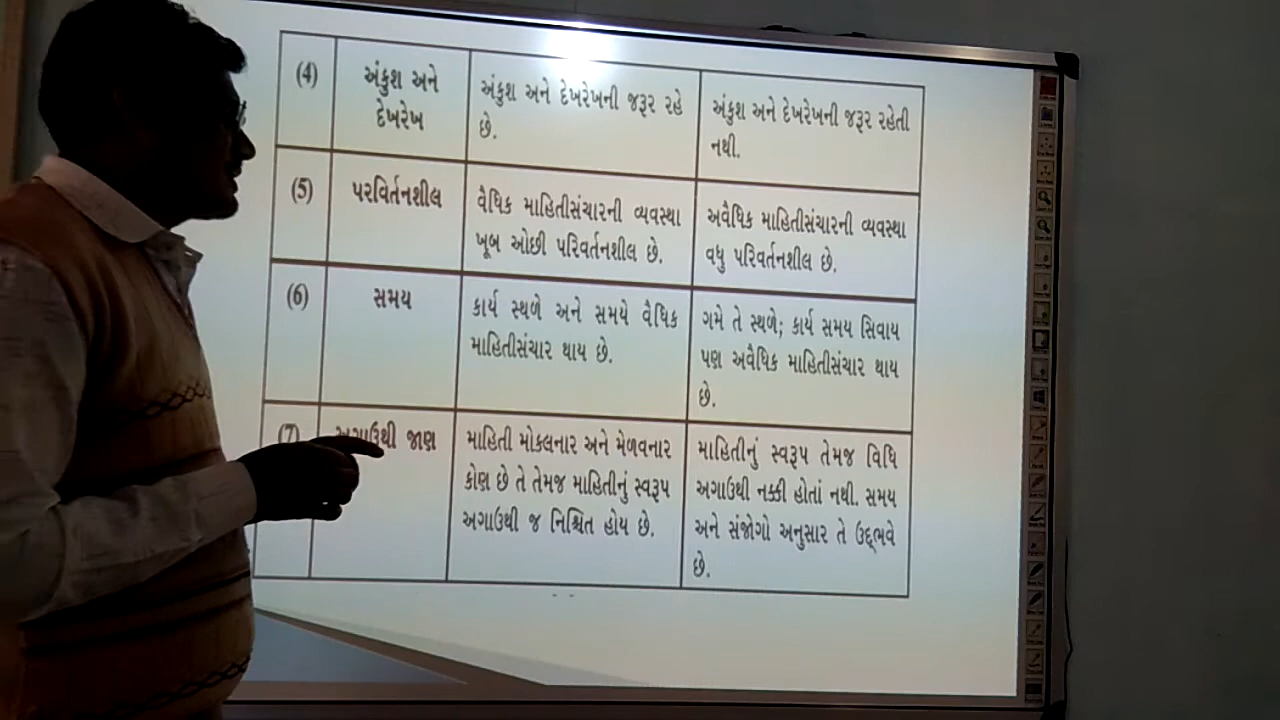 (4)
અંકુશ અને
દેખરેખ
અંકુશ અને દેખરેખની જરૂર રહે
છે.
અંકુશ અને દેખરેખની જરૂર રહેતી
નથી.
(5)
પરવિર્તનશીલ
વૈધિક માહિતીસંચારની વ્યવસ્થા
ખૂબ ઓછી પરિવર્તનશીલ છે.
અવૈધિક માહિતીસંચારની વ્યવસ્થા
વધુ પરિવર્તનશીલ છે.
(6)
સમય
કાર્ય સ્થળે અને સમયે વૈધિક
માહિતીસંચાર થાય છે.
ગમે તે સ્થળે; કાર્ય સમય સિવાય
પણ અવૈધિક માહિતીસંચાર થાય
છે.
(7)
અગાઉથી જાણ
માહિતી મોકલનાર અને મેળવનાર
કોણ છે તે તેમજ માહિતીનું સ્વરૂપ
અગાઉથી જ નિશ્ચિત હોય છે.
માહિતીનું સ્વરૂપ તેમજ વિધિ
અગાઉથી નક્કી હોતાં નથી. સમય
અને સંજોગો અનુસાર તે ઉદ્ભવે
છે.